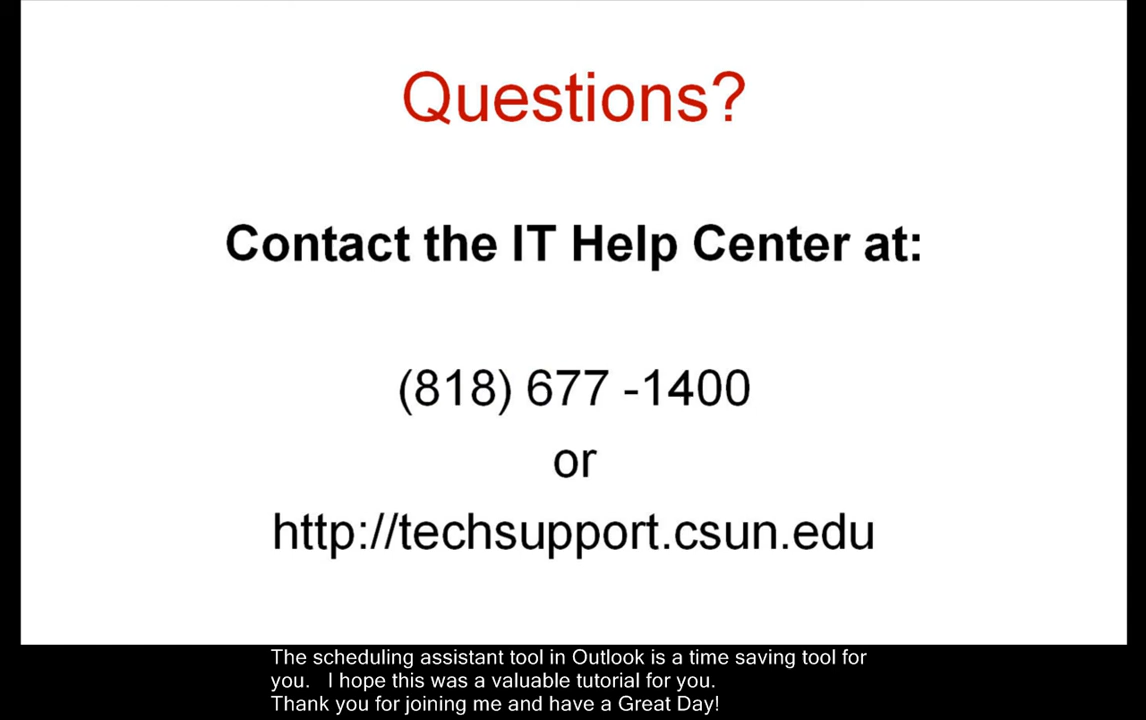 Questions?
Contact the IT Help Center at:
(818) 677 -1400
or
http://techsupport.csun.edu
The scheduling assistant tool in Outlook is a time saving tool for
you.   I hope this was a valuable tutorial for you.
Thank you for joining me and have a Great Day!